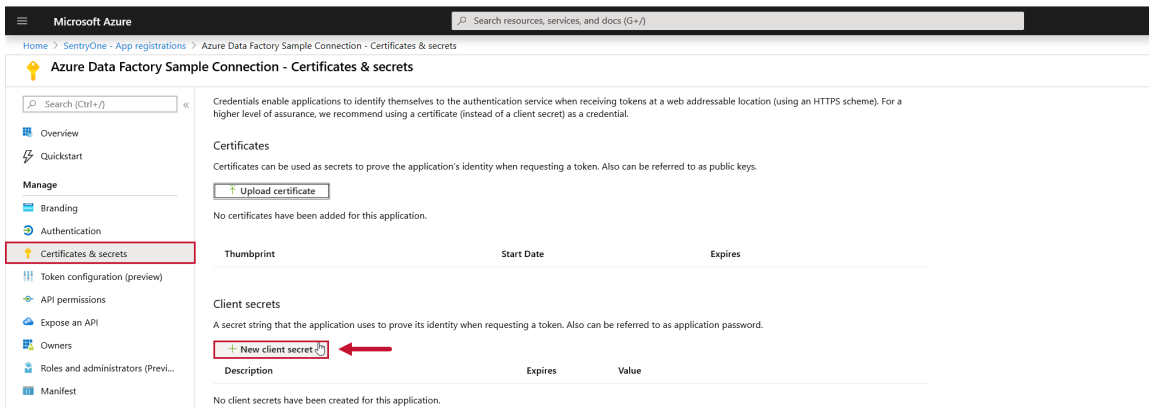 Microsoft Azure
Search resources, services, and docs (G+/)
Home > SentryOne - App registrations > Azure Data Factory Sample Connection - Certificates & secrets
Azure Data Factory Sample Connection - Certificates & secrets
Search (Ctrl+/)
«
Overview
Quickstart
Manage
Branding
Authentication
Certificates & secrets
Token configuration (preview)
API permissions
Expose an API
Owners
Roles and administrators (Previ...
Manifest
Credentials enable applications to identify themselves to the authentication service when receiving tokens at a web addressable location (using an HTTPS scheme). For a
higher level of assurance, we recommend using a certificate (instead of a client secret) as a credential.
Certificates
Certificates can be used as secrets to prove the application's identity when requesting a token. Also can be referred to as public keys.
Upload certificate
No certificates have been added for this application.
Thumbprint Start Date Expires
Client secrets
A secret string that the application uses to prove its identity when requesting a token. Also can be referred to as application password.
New client secret
Description Expires Value
No client secrets have been created for this application.